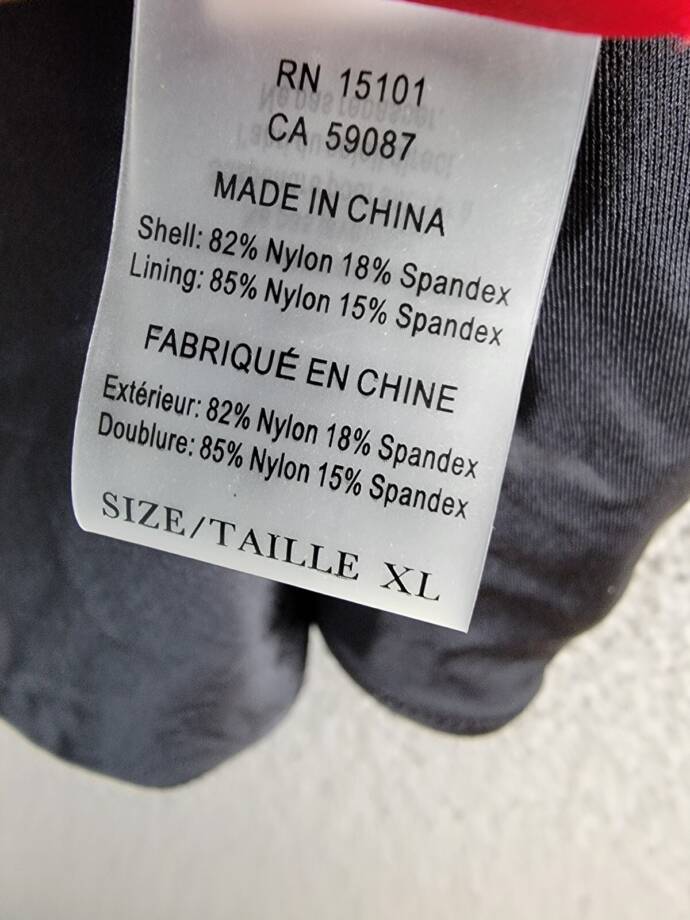 RN 15101
CA 59087
MADE IN CHINA
Shell: 82% Nylon 18% Spandex
Lining: 85% Nylon 15% Spandex
FABRIQUÉ EN CHINE
Extérieur: 82% Nylon 18% Spandex
Doublure: 85% Nylon 15% Spandex
SIZE/TAILLE XL